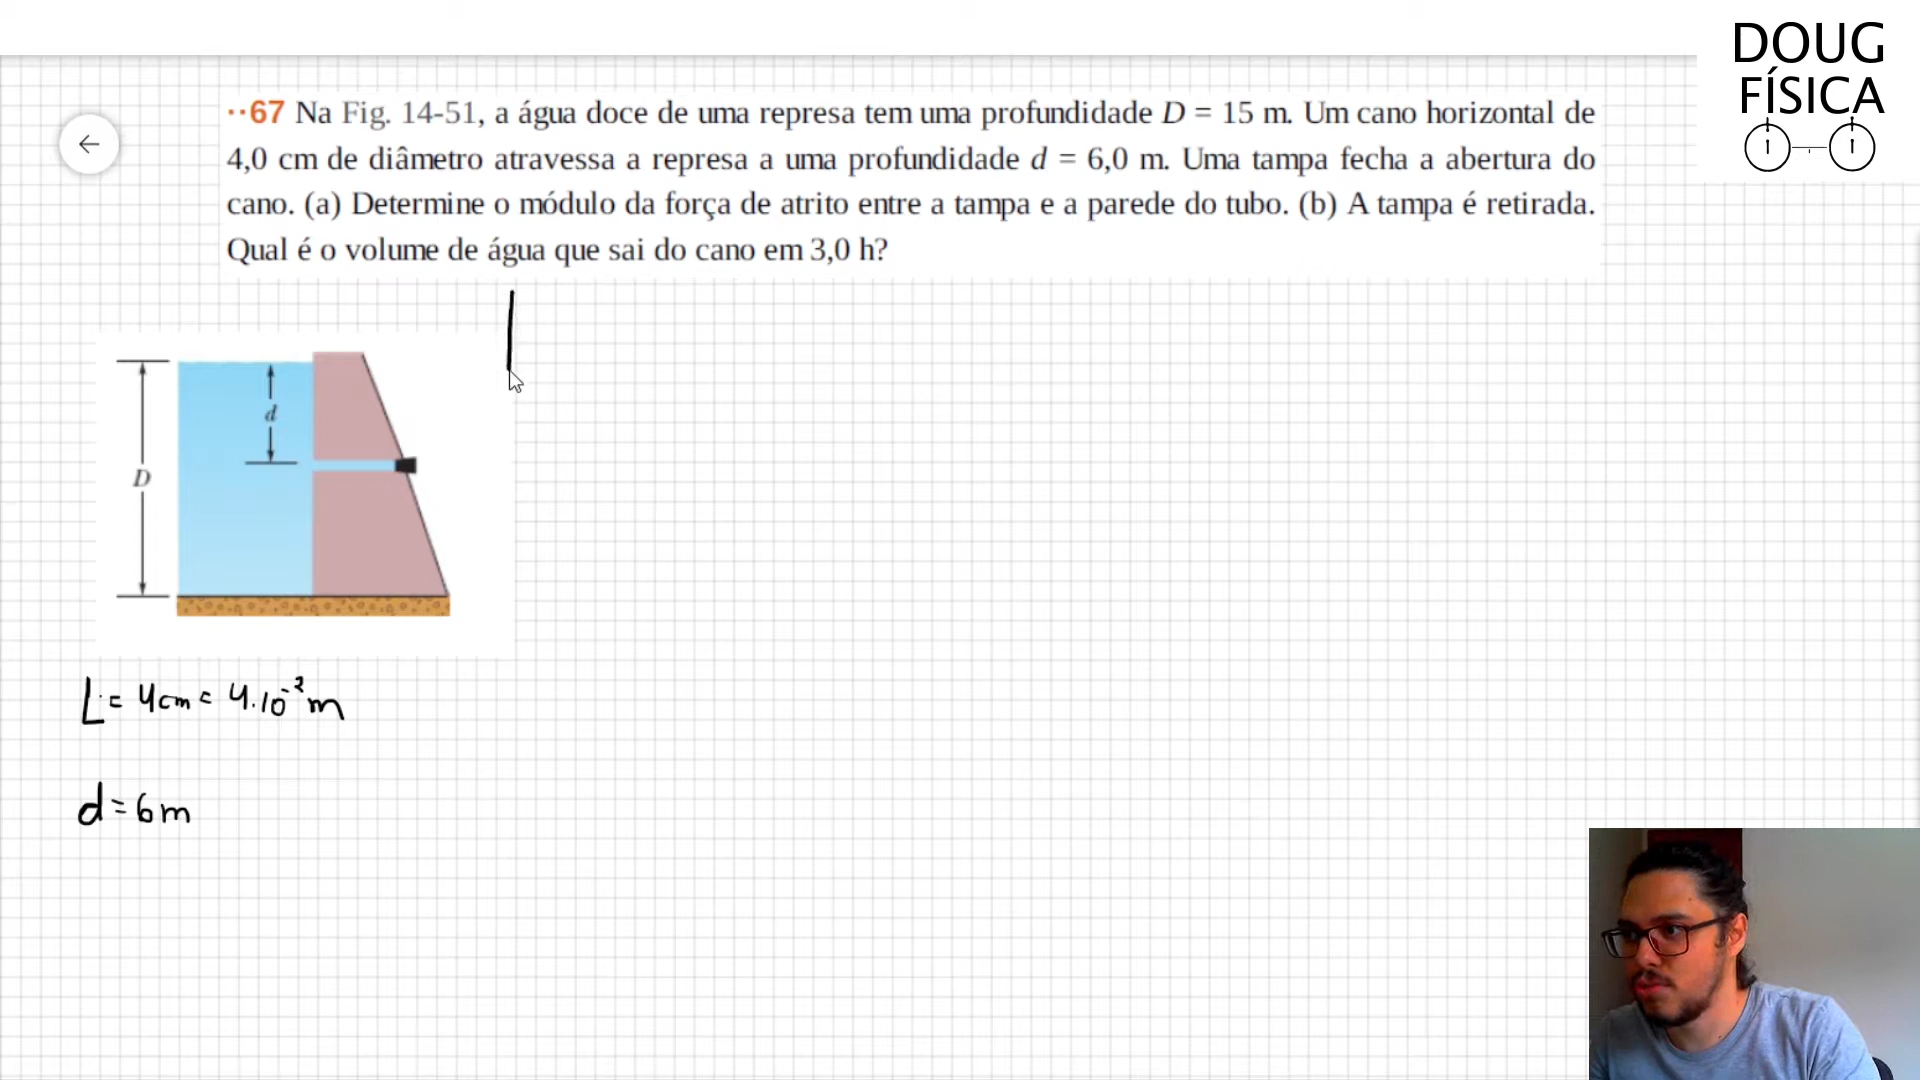 DOUG
FÍSICA
··67 Na Fig. 14-51, a água doce de uma represa tem uma profundidade D = 15 m. Um cano horizontal de
4,0 cm de diâmetro atravessa a represa a uma profundidade d = 6,0 m. Uma tampa fecha a abertura do
cano. (a) Determine o módulo da força de atrito entre a tampa e a parede do tubo. (b) A tampa é retirada.
Qual é o volume de água que sai do cano em 3,0 h?
d
D
L = 4cm = 4.10⁻²m
d = 6m